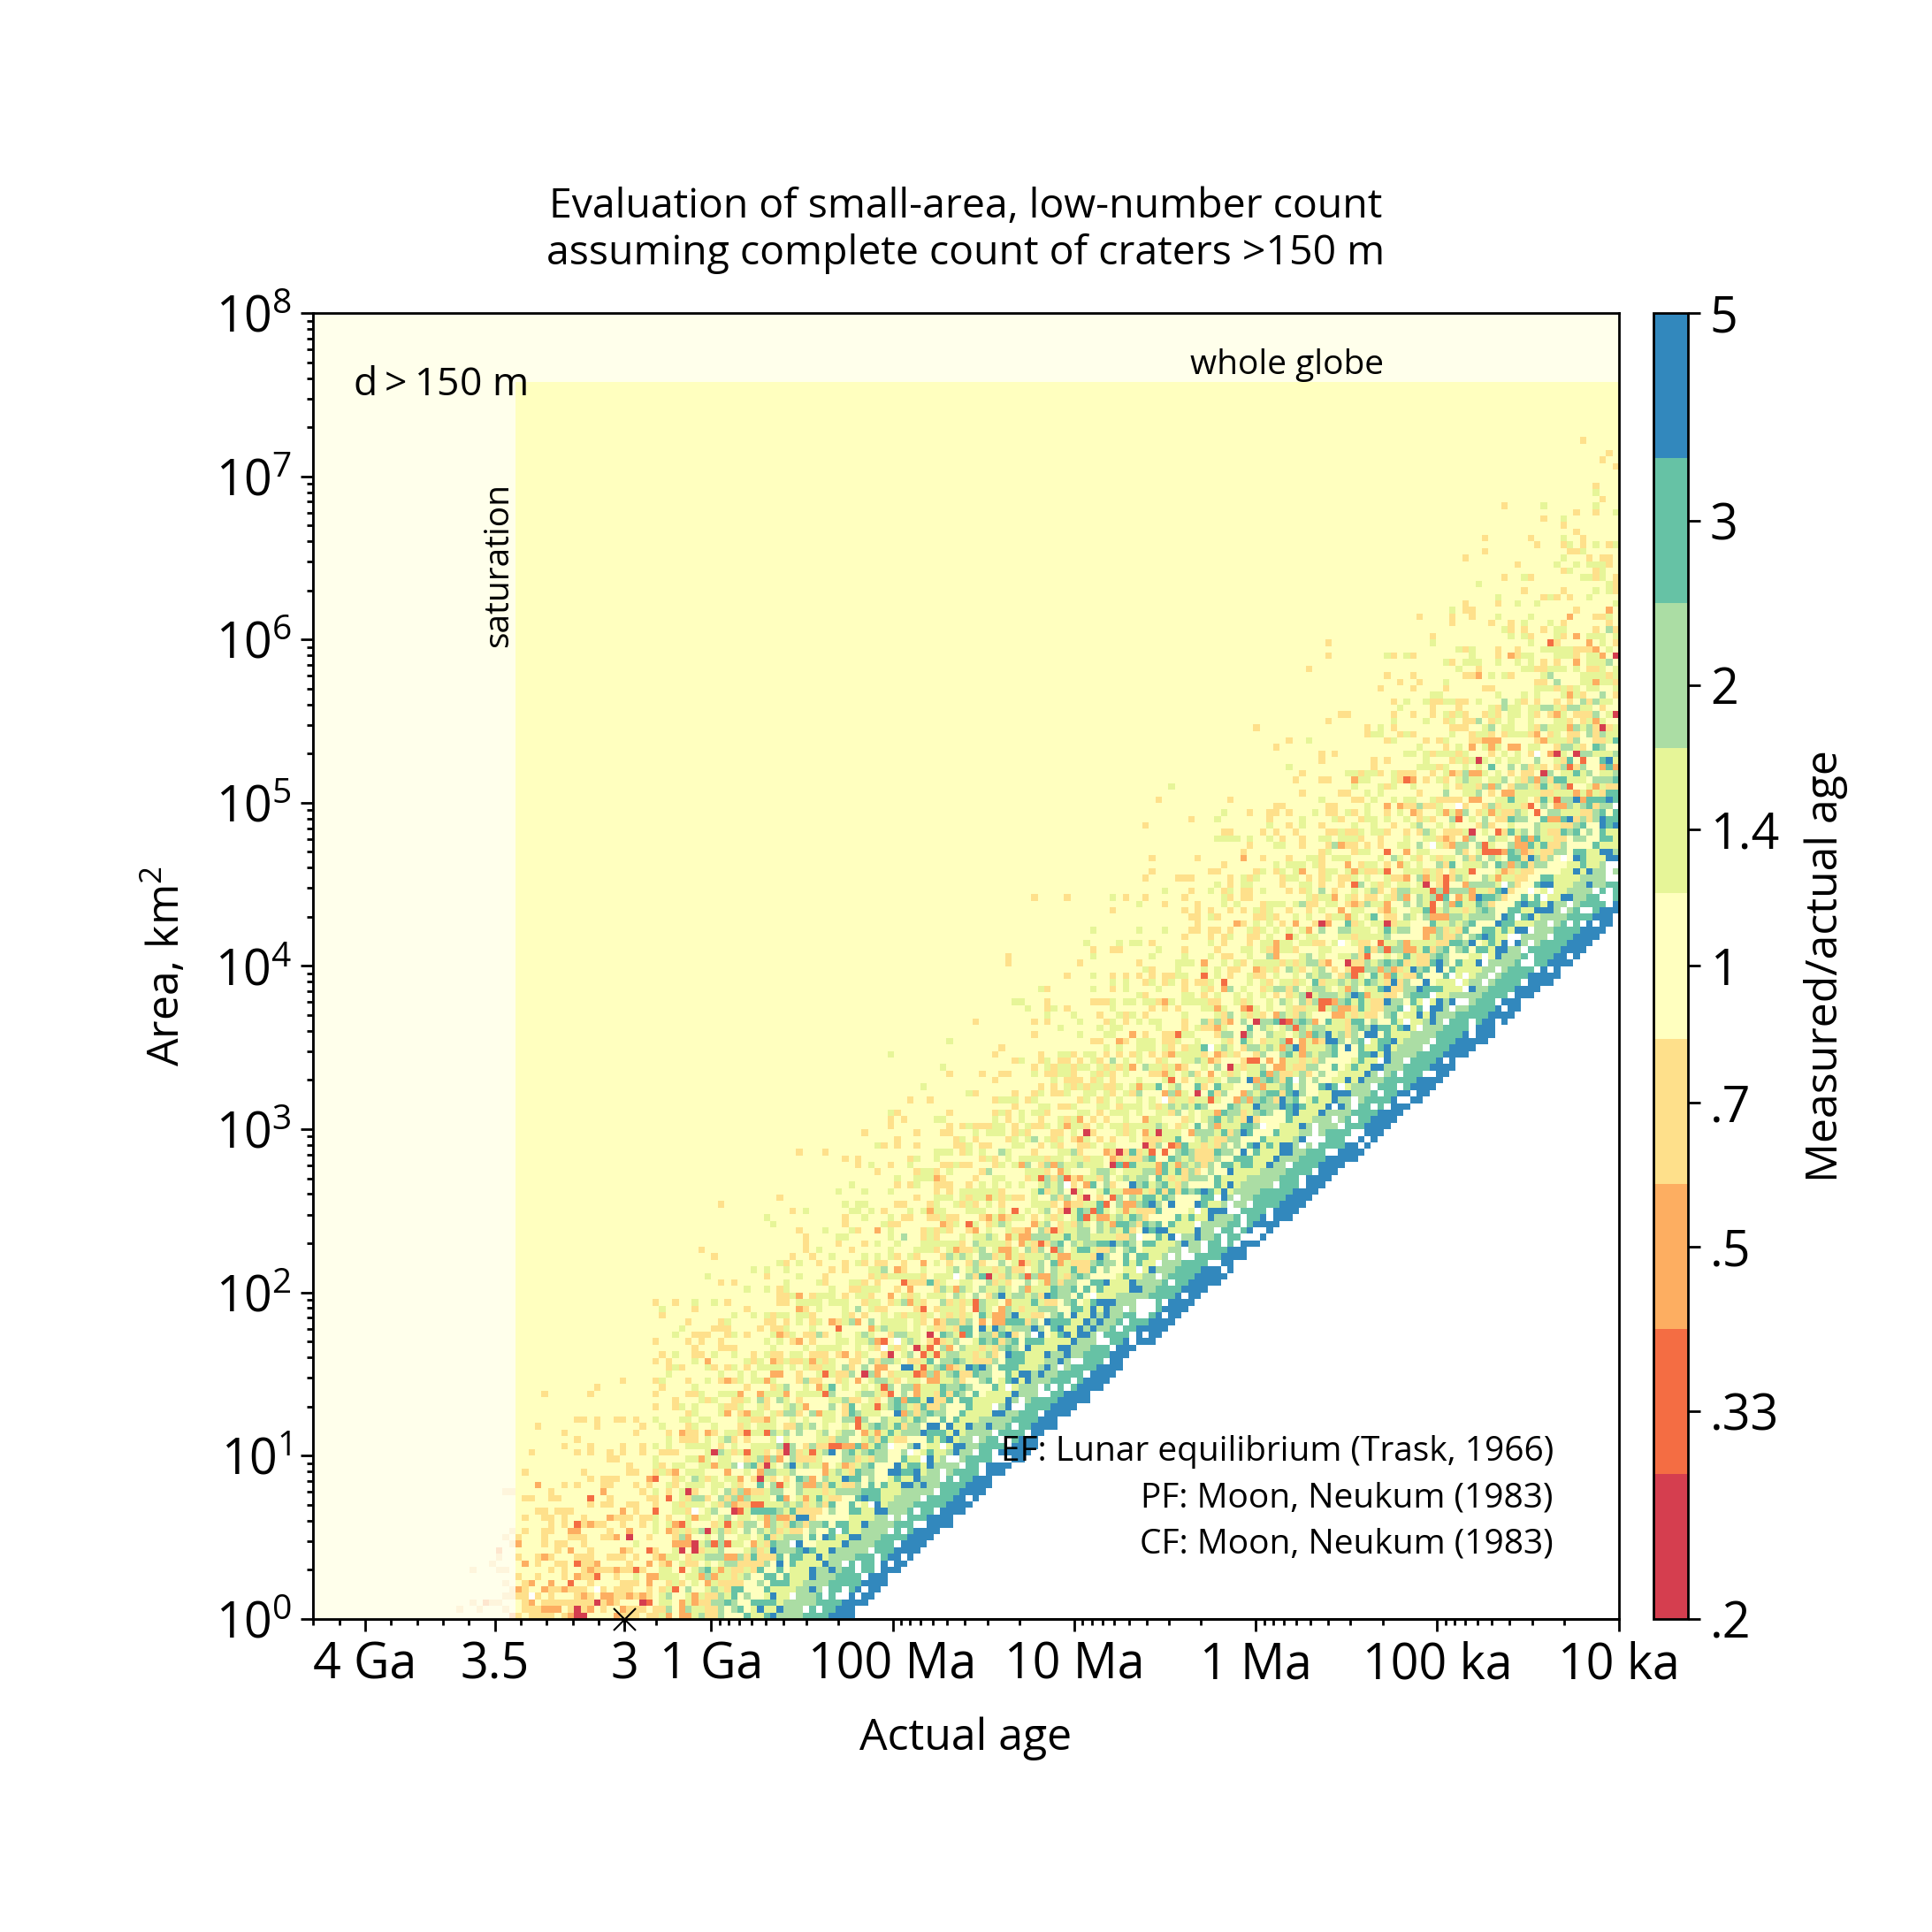 Evaluation of small-area, low-number count
assuming complete count of craters >150 m
10⁸
10⁷
10⁶
10⁵
10⁴
10³
10²
10¹
10⁰
Area, km²
d > 150 m
whole globe
saturation
EF: Lunar equilibrium (Trask, 1966)
PF: Moon, Neukum (1983)
CF: Moon, Neukum (1983)
4 Ga 3.5 3 1 Ga 100 Ma 10 Ma 1 Ma 100 ka 10 ka
Actual age
5
3
2
1.4
1
.7
.5
.33
.2
Measured/actual age